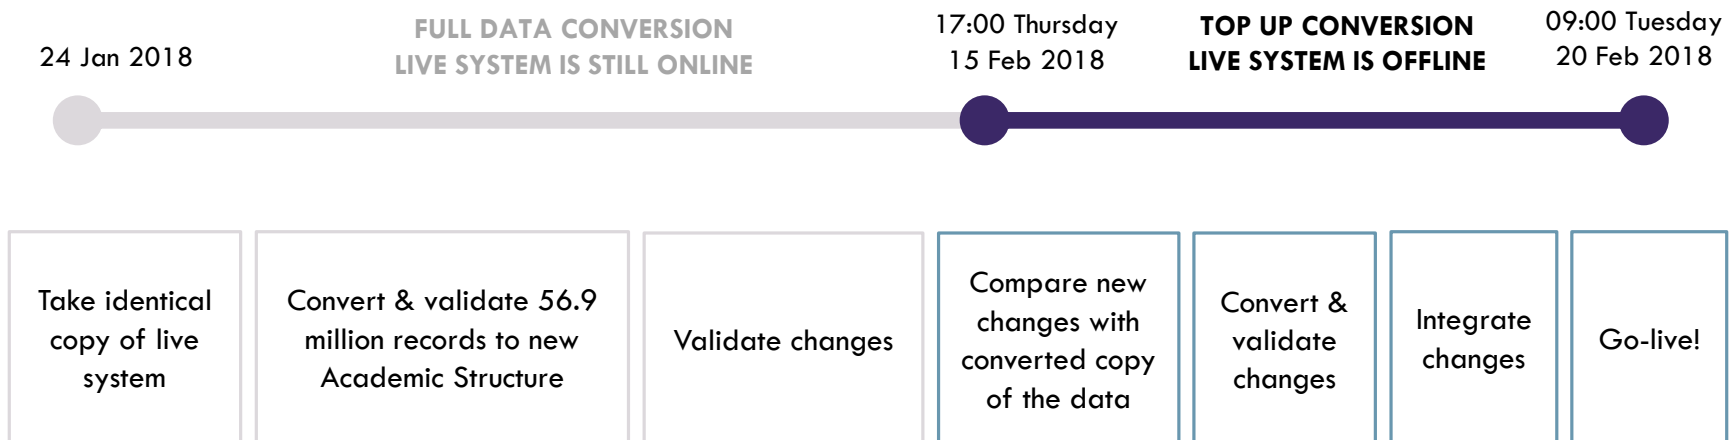 24 Jan 2018
FULL DATA CONVERSION
LIVE SYSTEM IS STILL ONLINE
17:00 Thursday
15 Feb 2018
TOP UP CONVERSION
LIVE SYSTEM IS OFFLINE
09:00 Tuesday
20 Feb 2018
Take identical
copy of live
system
Convert & validate 56.9
million records to new
Academic Structure
Validate changes
Compare new
changes with
converted copy
of the data
Convert &
validate
changes
Integrate
changes
Go-live!